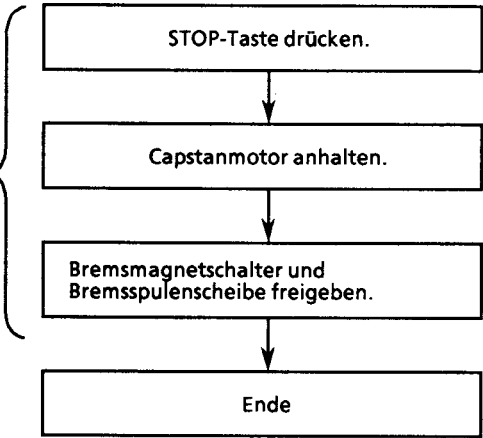 STOP-Taste drücken.
Capstanmotor anhalten.
Bremsmagnetschalter und
Bremsspulenscheibe freigeben.
Ende